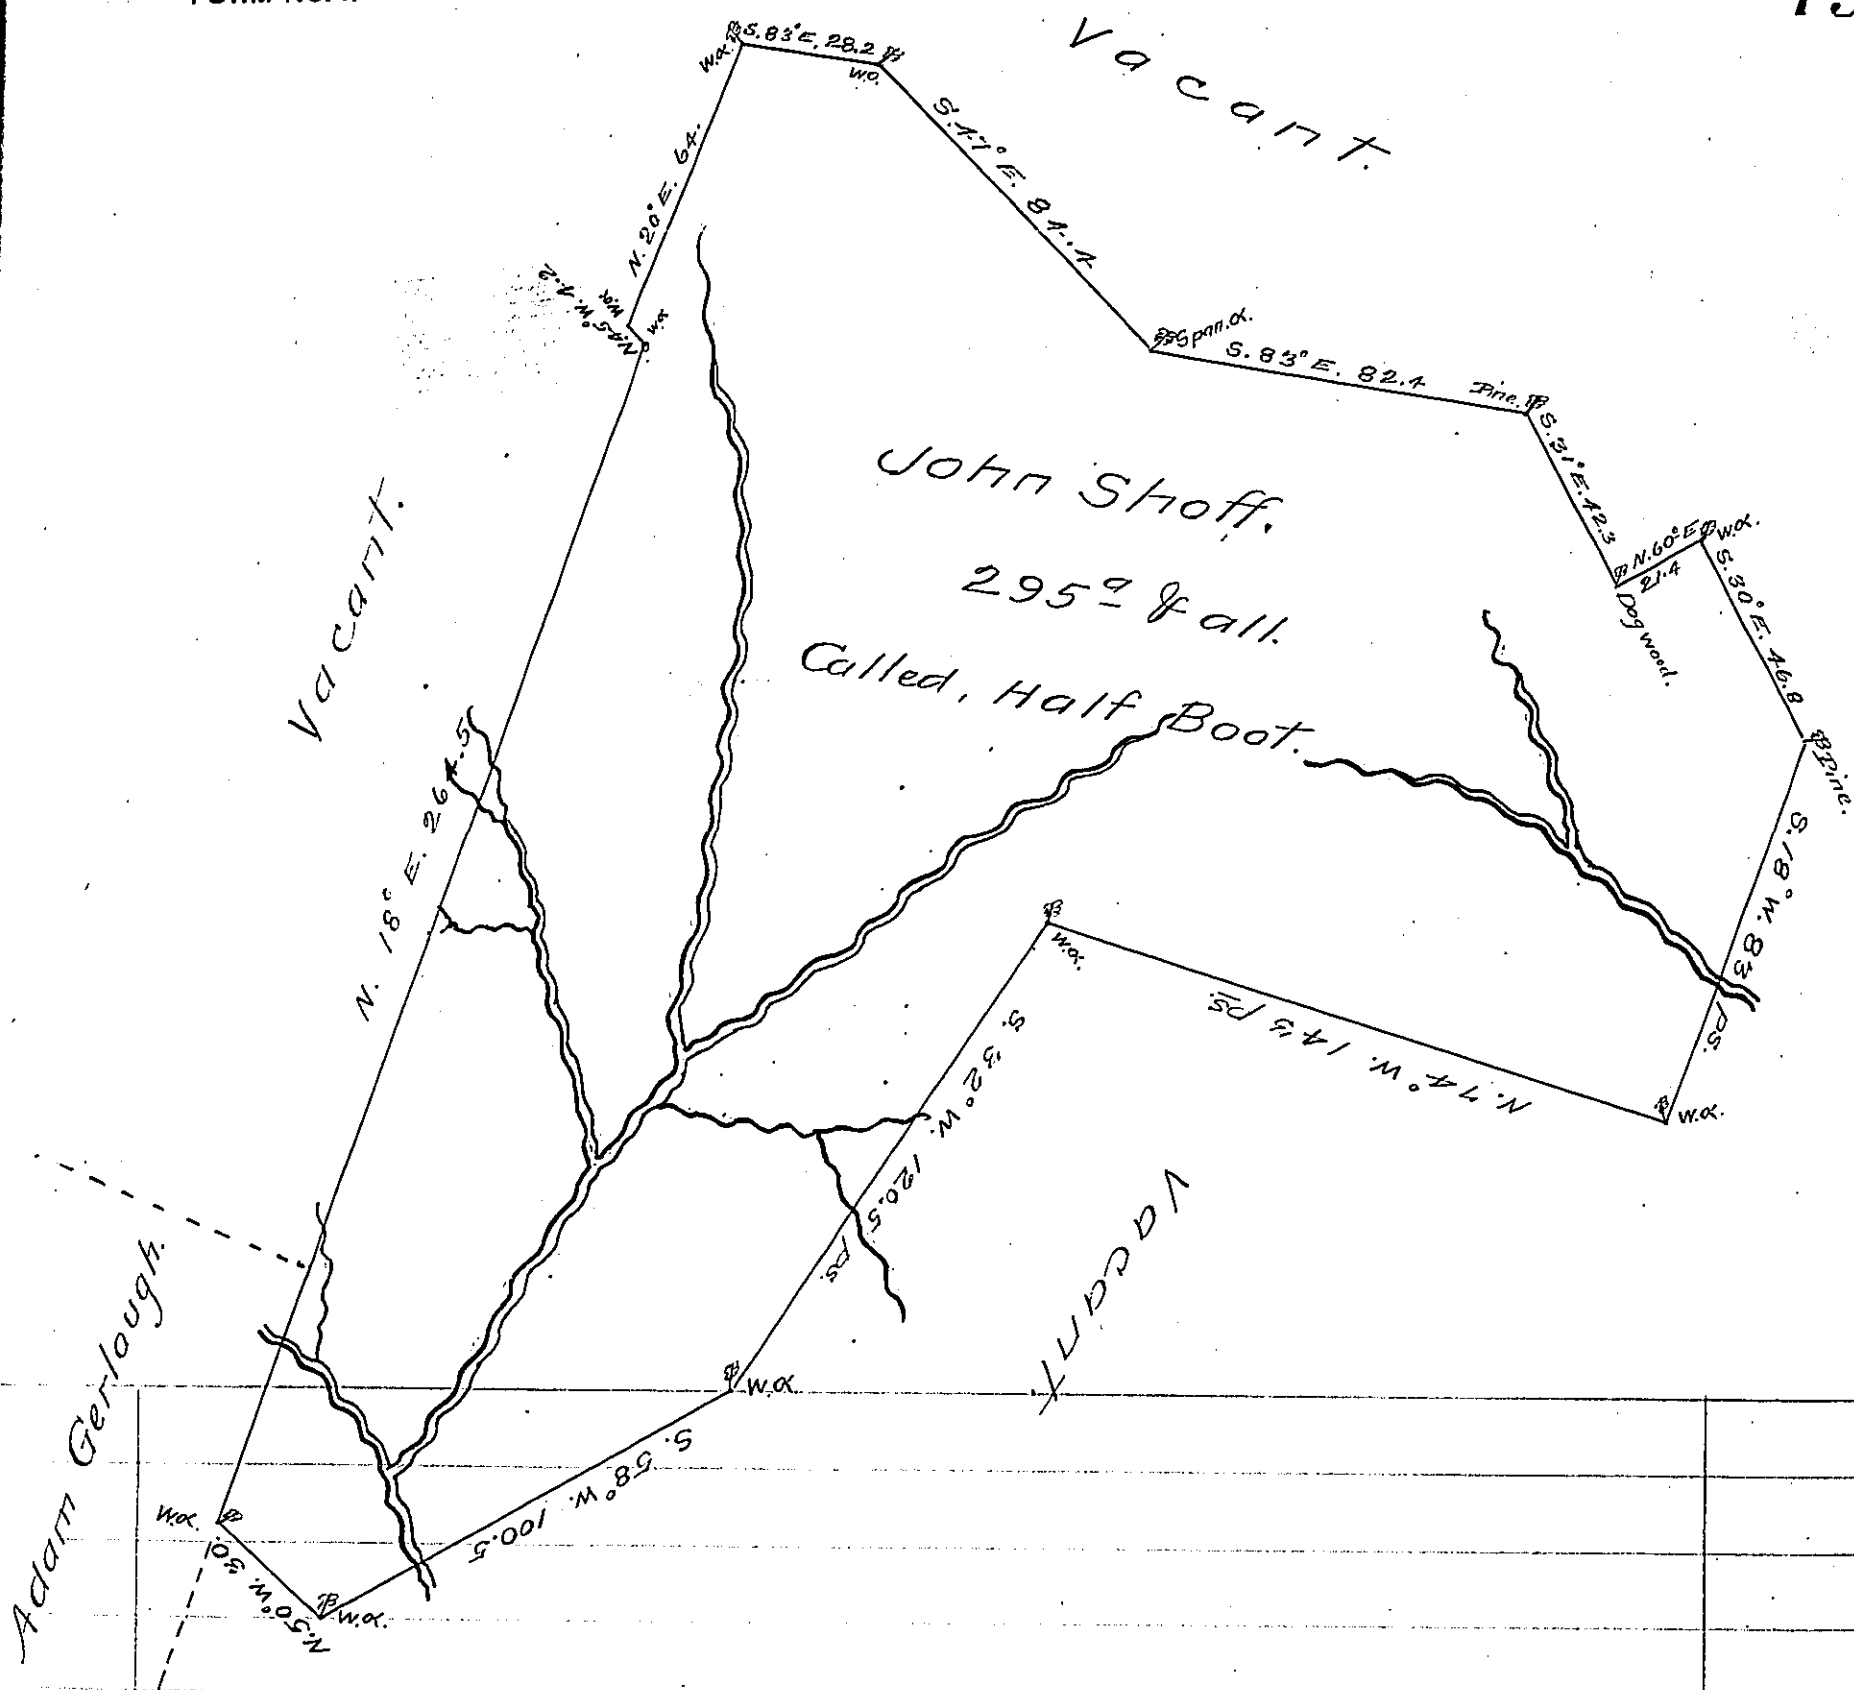 S. 83° E. 28.2
W.O.
W.O.
Vacant.
S. 47° E. 84.4
N. 20° E. 64.
N. 45° W. 4.2
W.O.
W.O.
Span. O.
S. 83° E. 82.4
Pine.
S. 31° E. 42.3
N. 60° E
21.4
W.O.
Dogwood.
S. 30° E. 46.8
Pine.
John Shoff.
295 a & all.
Called, Half Boot.
Vacant.
N. 18° E. 264.5
S. 18° W. 83 ps.
W.O.
N. 74° W. 143 ps.
W.O.
S. 32° W. 120.5 ps.
Vacant
W.O.
S. 58° W. 100.5
Adam Gerlough.
W.O.
N. 50° W. 30.
W.O.